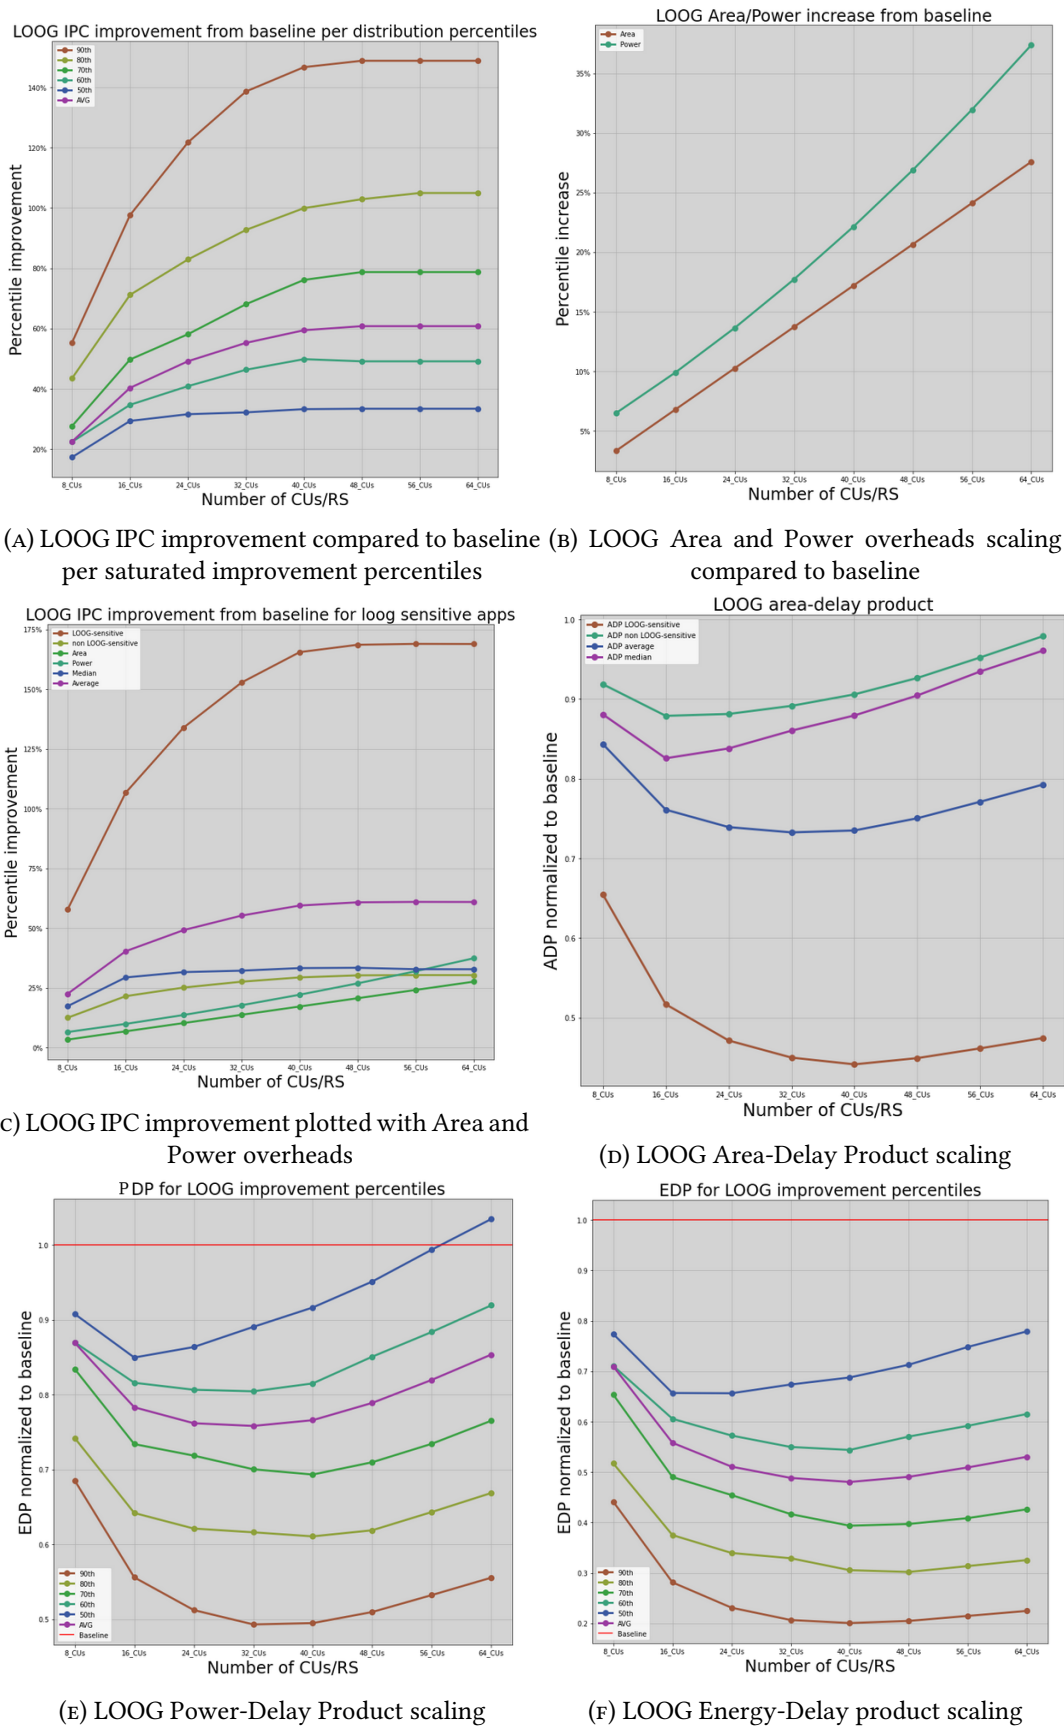 LOOG IPC improvement from baseline per distribution percentiles
90th
80th
70th
60th
50th
AVG
140%
120%
100%
80%
60%
40%
20%
Percentile improvement
8_CUs 16_CUs 24_CUs 32_CUs 40_CUs 48_CUs 56_CUs 64_CUs
Number of CUs/RS
(A) LOOG IPC improvement compared to baseline
per saturated improvement percentiles
LOOG Area/Power increase from baseline
Area
Power
35%
30%
25%
20%
15%
10%
5%
Percentile increase
8_CUs 16_CUs 24_CUs 32_CUs 40_CUs 48_CUs 56_CUs 64_CUs
Number of CUs/RS
(B) LOOG Area and Power overheads scaling
compared to baseline
LOOG IPC improvement from baseline for loog sensitive apps
LOOG-sensitive
non LOOG-sensitive
Area
Power
Median
Average
175%
150%
125%
100%
75%
50%
25%
0%
Percentile improvement
8_CUs 16_CUs 24_CUs 32_CUs 40_CUs 48_CUs 56_CUs 64_CUs
Number of CUs/RS
C) LOOG IPC improvement plotted with Area and
Power overheads
LOOG area-delay product
ADP LOOG-sensitive
ADP non LOOG-sensitive
ADP average
ADP median
1.0
0.9
0.8
0.7
0.6
0.5
ADP normalized to baseline
8_CUs 16_CUs 24_CUs 32_CUs 40_CUs 48_CUs 56_CUs 64_CUs
Number of CUs/RS
(D) LOOG Area-Delay Product scaling
PDP for LOOG improvement percentiles
1.0
0.9
0.8
0.7
0.6
0.5
EDP normalized to baseline
90th
80th
70th
60th
50th
AVG
Baseline
8_CUs 16_CUs 24_CUs 32_CUs 40_CUs 48_CUs 56_CUs 64_CUs
Number of CUs/RS
(E) LOOG Power-Delay Product scaling
EDP for LOOG improvement percentiles
1.0
0.9
0.8
0.7
0.6
0.5
0.4
0.3
0.2
EDP normalized to baseline
90th
80th
70th
60th
50th
AVG
Baseline
8_CUs 16_CUs 24_CUs 32_CUs 40_CUs 48_CUs 56_CUs 64_CUs
Number of CUs/RS
(F) LOOG Energy-Delay product scaling